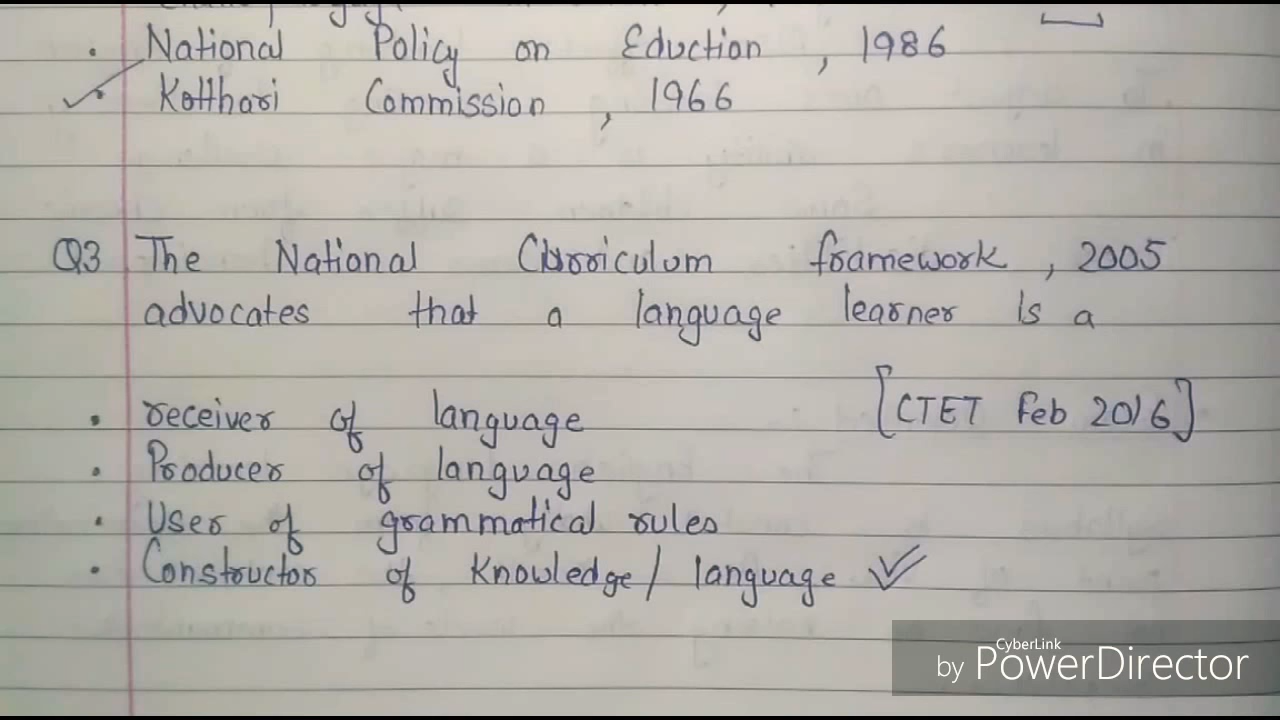 . National Policy on Eduction , 1986
. Kotthari Commission , 1966
Q3 The National Curriculum framework , 2005
advocates that a language learner is a
[CTET Feb 2016]
. receiver of language
. Producer of language
. User of grammatical rules
. Constructor of Knowledge/ language
CyberLink
by PowerDirector